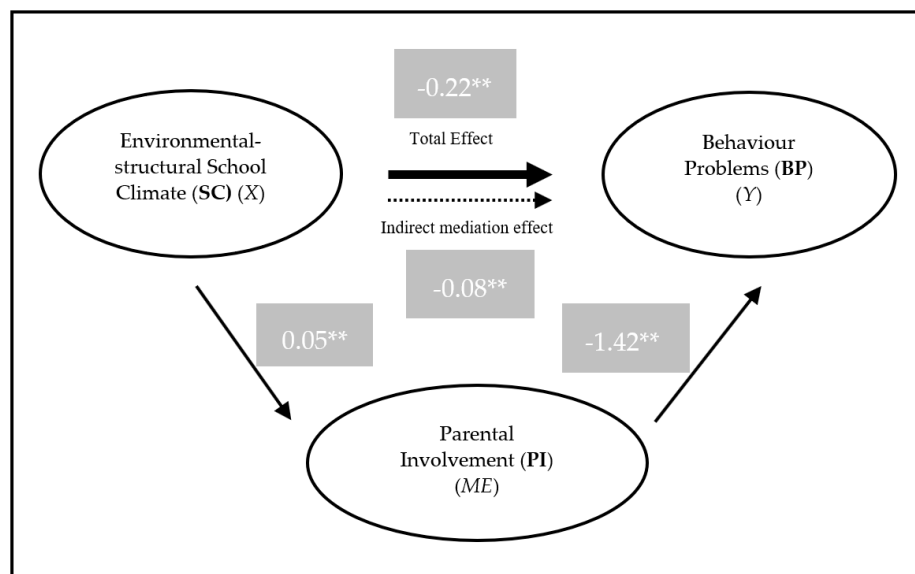 -0.22**
Total Effect
Environmental-
structural School
Climate (SC) (X)
Behaviour
Problems (BP)
(Y)
Indirect mediation effect
-0.08**
0.05**
-1.42**
Parental
Involvement (PI)
(ME)